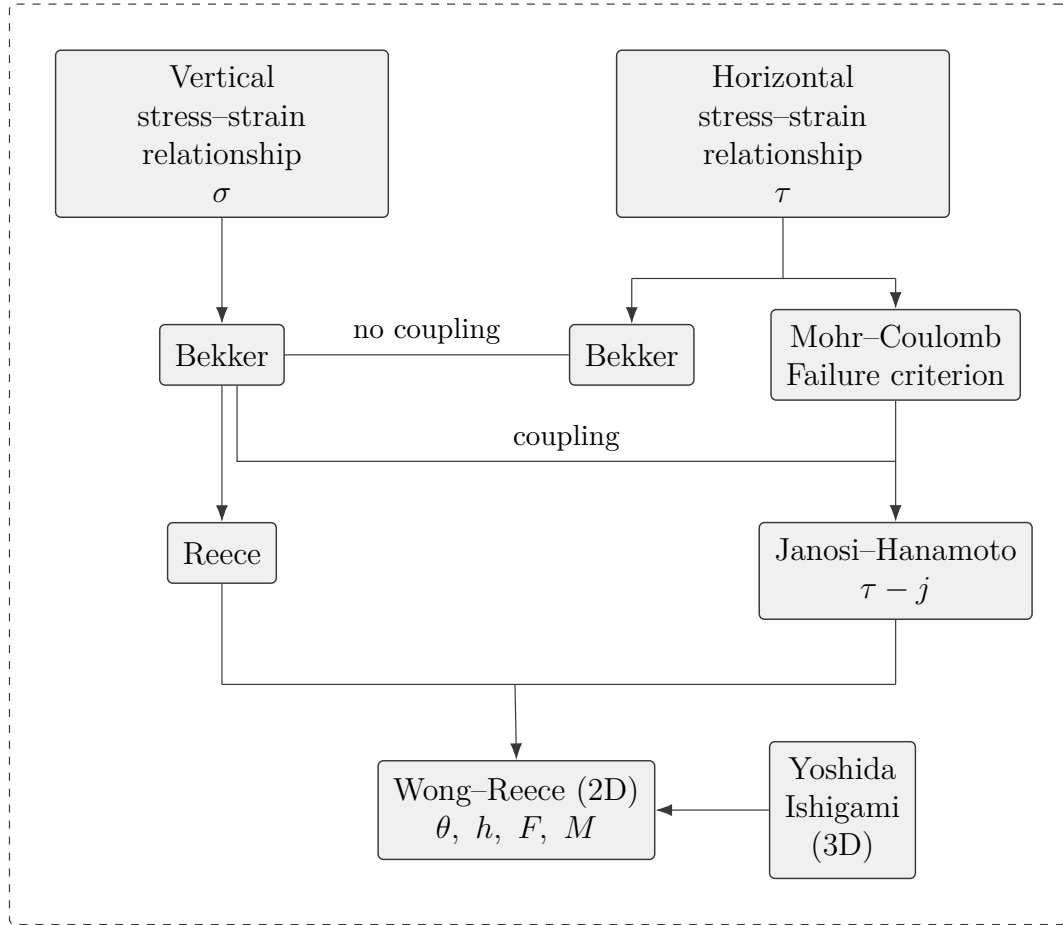 Vertical
stress–strain
relationship
σ
Horizontal
stress–strain
relationship
τ
Bekker
no coupling
Bekker
Mohr–Coulomb
Failure criterion
coupling
Reece
Janosi–Hanamoto
τ − j
Wong–Reece (2D)
θ, h, F, M
Yoshida
Ishigami
(3D)